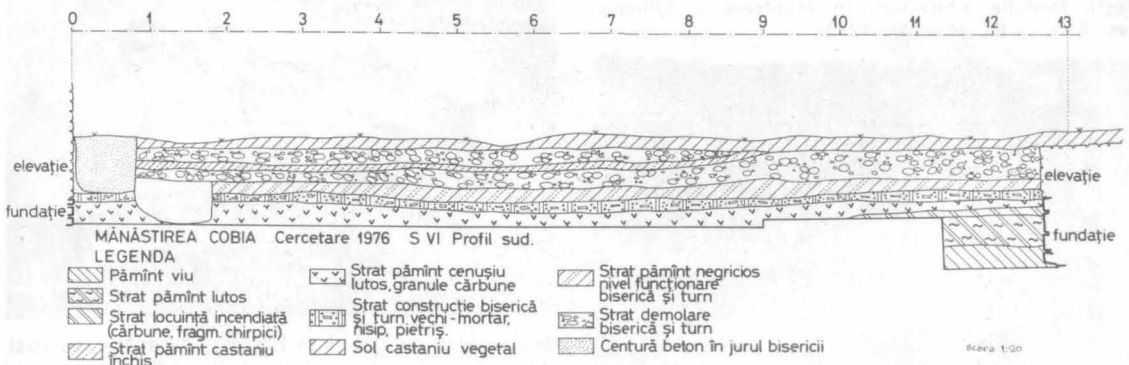 0 1 2 3 4 5 6 7 8 9 10 11 12 13
elevație
elevație
fundație
fundație
MĂNĂSTIREA COBIA Cercetare 1976 S VI Profil sud.
LEGENDA
Pămînt viu
Strat pămînt lutos
Strat locuință incendiată
(cărbune, fragm. chirpici)
Strat pămînt castaniu
închis
Strat pămînt cenușiu
lutos, granule cărbune
Strat construcție biserică
și turn vechi-mortar,
nisip, pietriș.
Sol castaniu vegetal
Strat pămînt negricios
nivel funcționare
biserică și turn
Strat demolare
biserică și turn
Centură beton în jurul bisericii
Scara 1:20